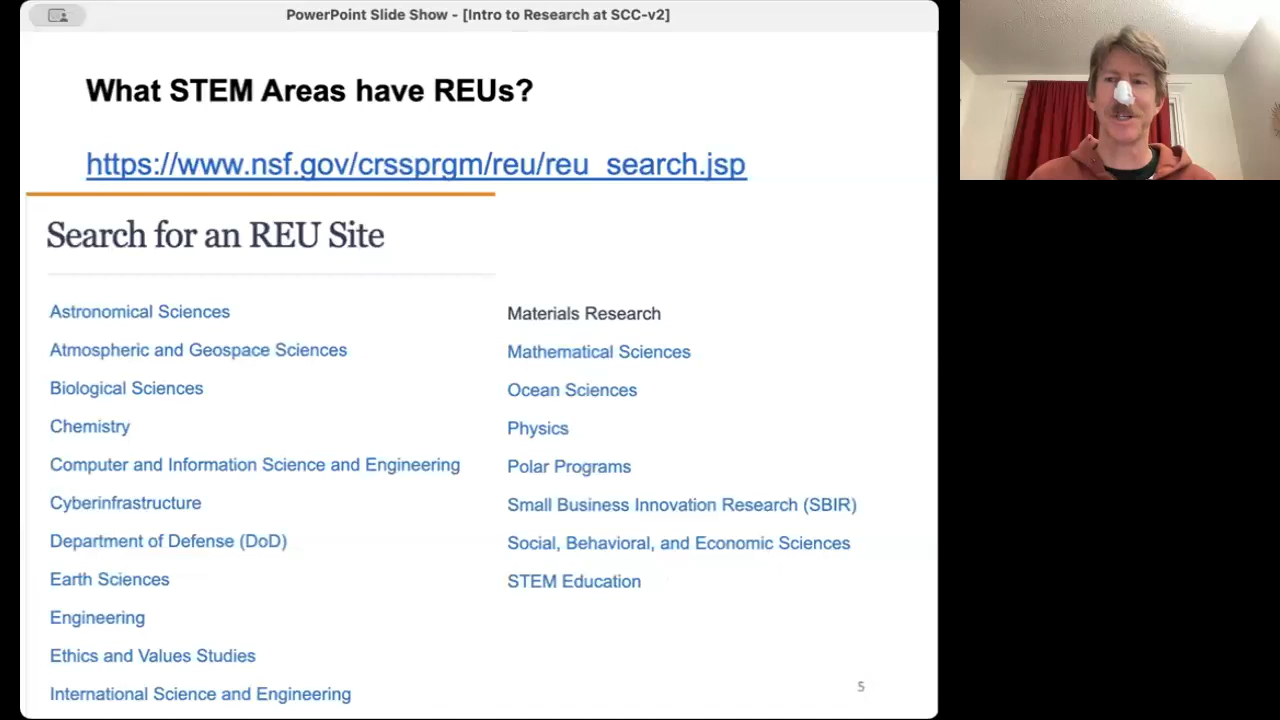 PowerPoint Slide Show - [Intro to Research at SCC-v2]
What STEM Areas have REUs?
https://www.nsf.gov/crssprgm/reu/reu_search.jsp
Search for an REU Site
Astronomical Sciences
Atmospheric and Geospace Sciences
Biological Sciences
Chemistry
Computer and Information Science and Engineering
Cyberinfrastructure
Department of Defense (DoD)
Earth Sciences
Engineering
Ethics and Values Studies
International Science and Engineering
Materials Research
Mathematical Sciences
Ocean Sciences
Physics
Polar Programs
Small Business Innovation Research (SBIR)
Social, Behavioral, and Economic Sciences
STEM Education
5